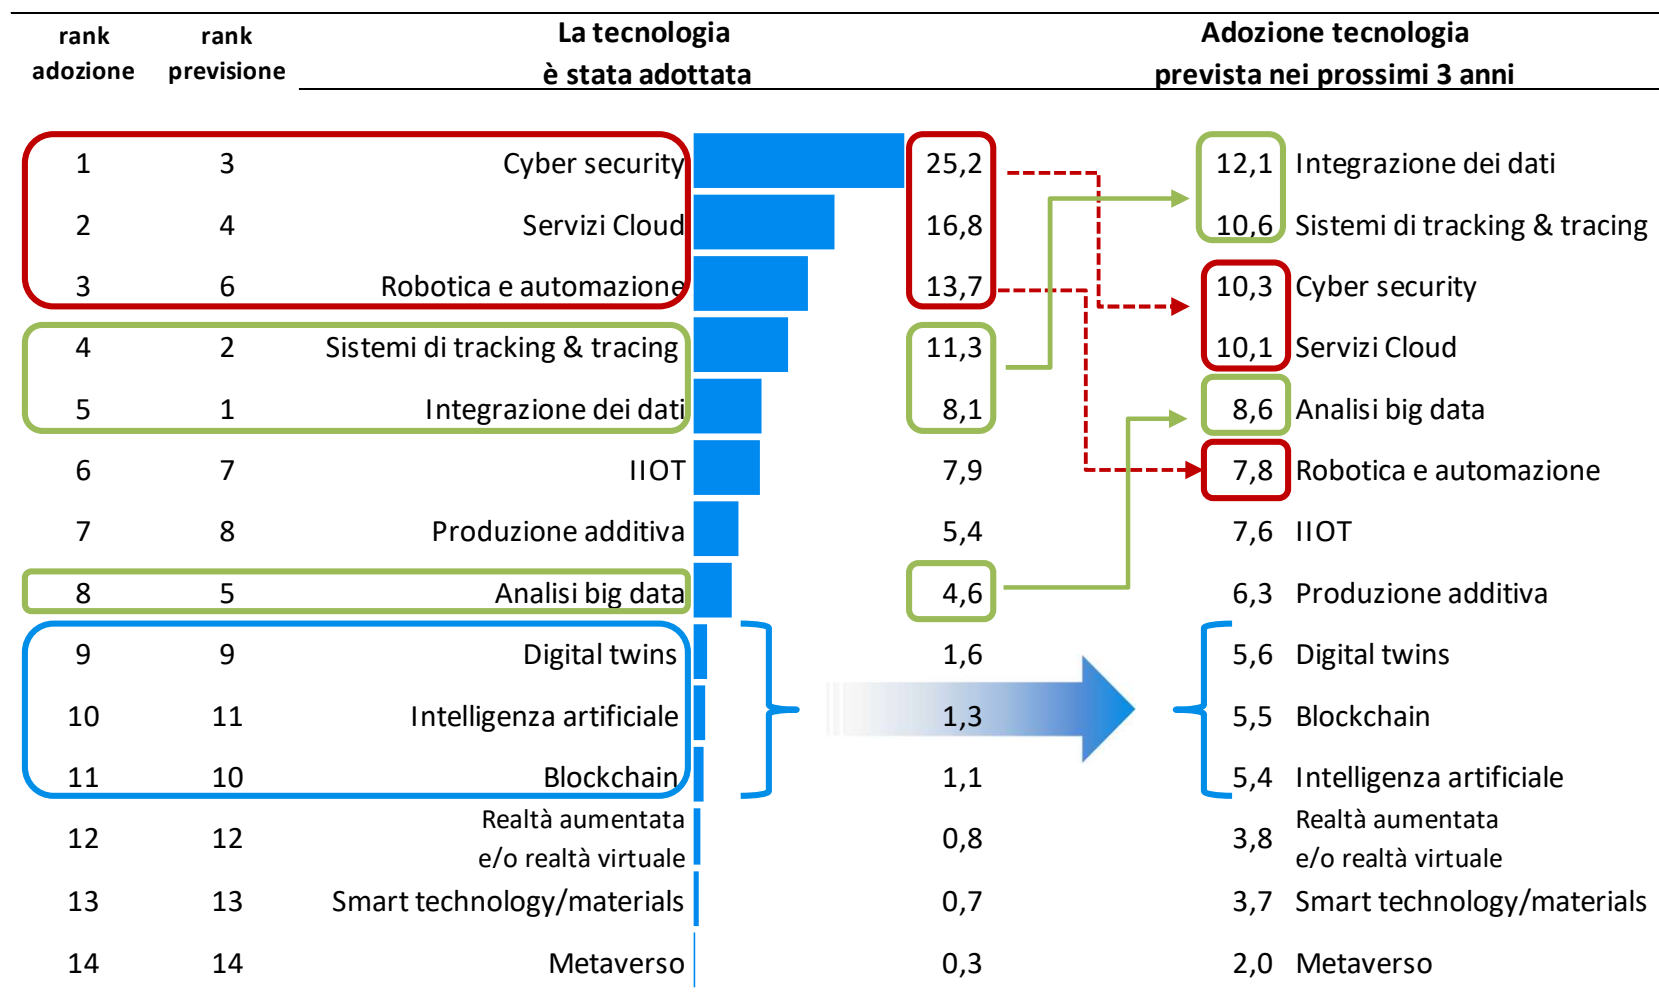 rank rank La tecnologia Adozione tecnologia
adozione previsione è stata adottata prevista nei prossimi 3 anni
1 3 Cyber security 25,2 12,1 Integrazione dei dati
2 4 Servizi Cloud 16,8 10,6 Sistemi di tracking & tracing
3 6 Robotica e automazione 13,7 10,3 Cyber security
4 2 Sistemi di tracking & tracing 11,3 10,1 Servizi Cloud
5 1 Integrazione dei dati 8,1 8,6 Analisi big data
6 7 IIOT 7,9 7,8 Robotica e automazione
7 8 Produzione additiva 5,4 7,6 IIOT
8 5 Analisi big data 4,6 6,3 Produzione additiva
9 9 Digital twins 1,6 5,6 Digital twins
10 11 Intelligenza artificiale 1,3 5,5 Blockchain
11 10 Blockchain 1,1 5,4 Intelligenza artificiale
12 12 Realtà aumentata 0,8 3,8 Realtà aumentata
e/o realtà virtuale e/o realtà virtuale
13 13 Smart technology/materials 0,7 3,7 Smart technology/materials
14 14 Metaverso 0,3 2,0 Metaverso